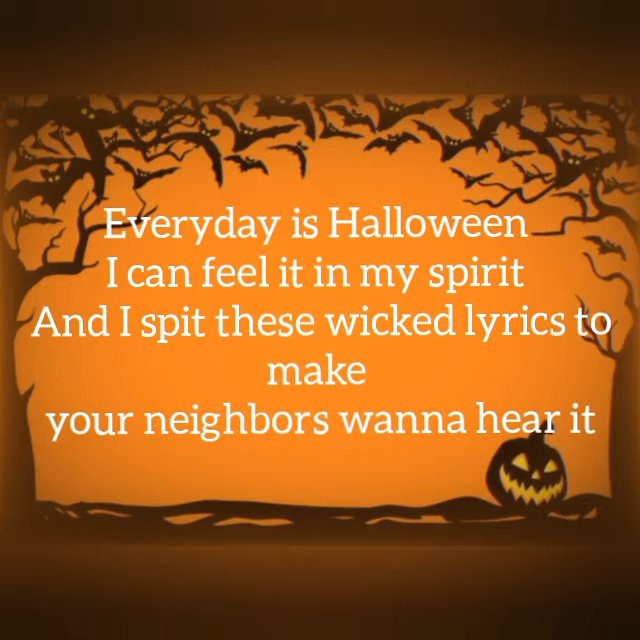 Everyday is Halloween
I can feel it in my spirit
And I spit these wicked lyrics to
make
your neighbors wanna hear it